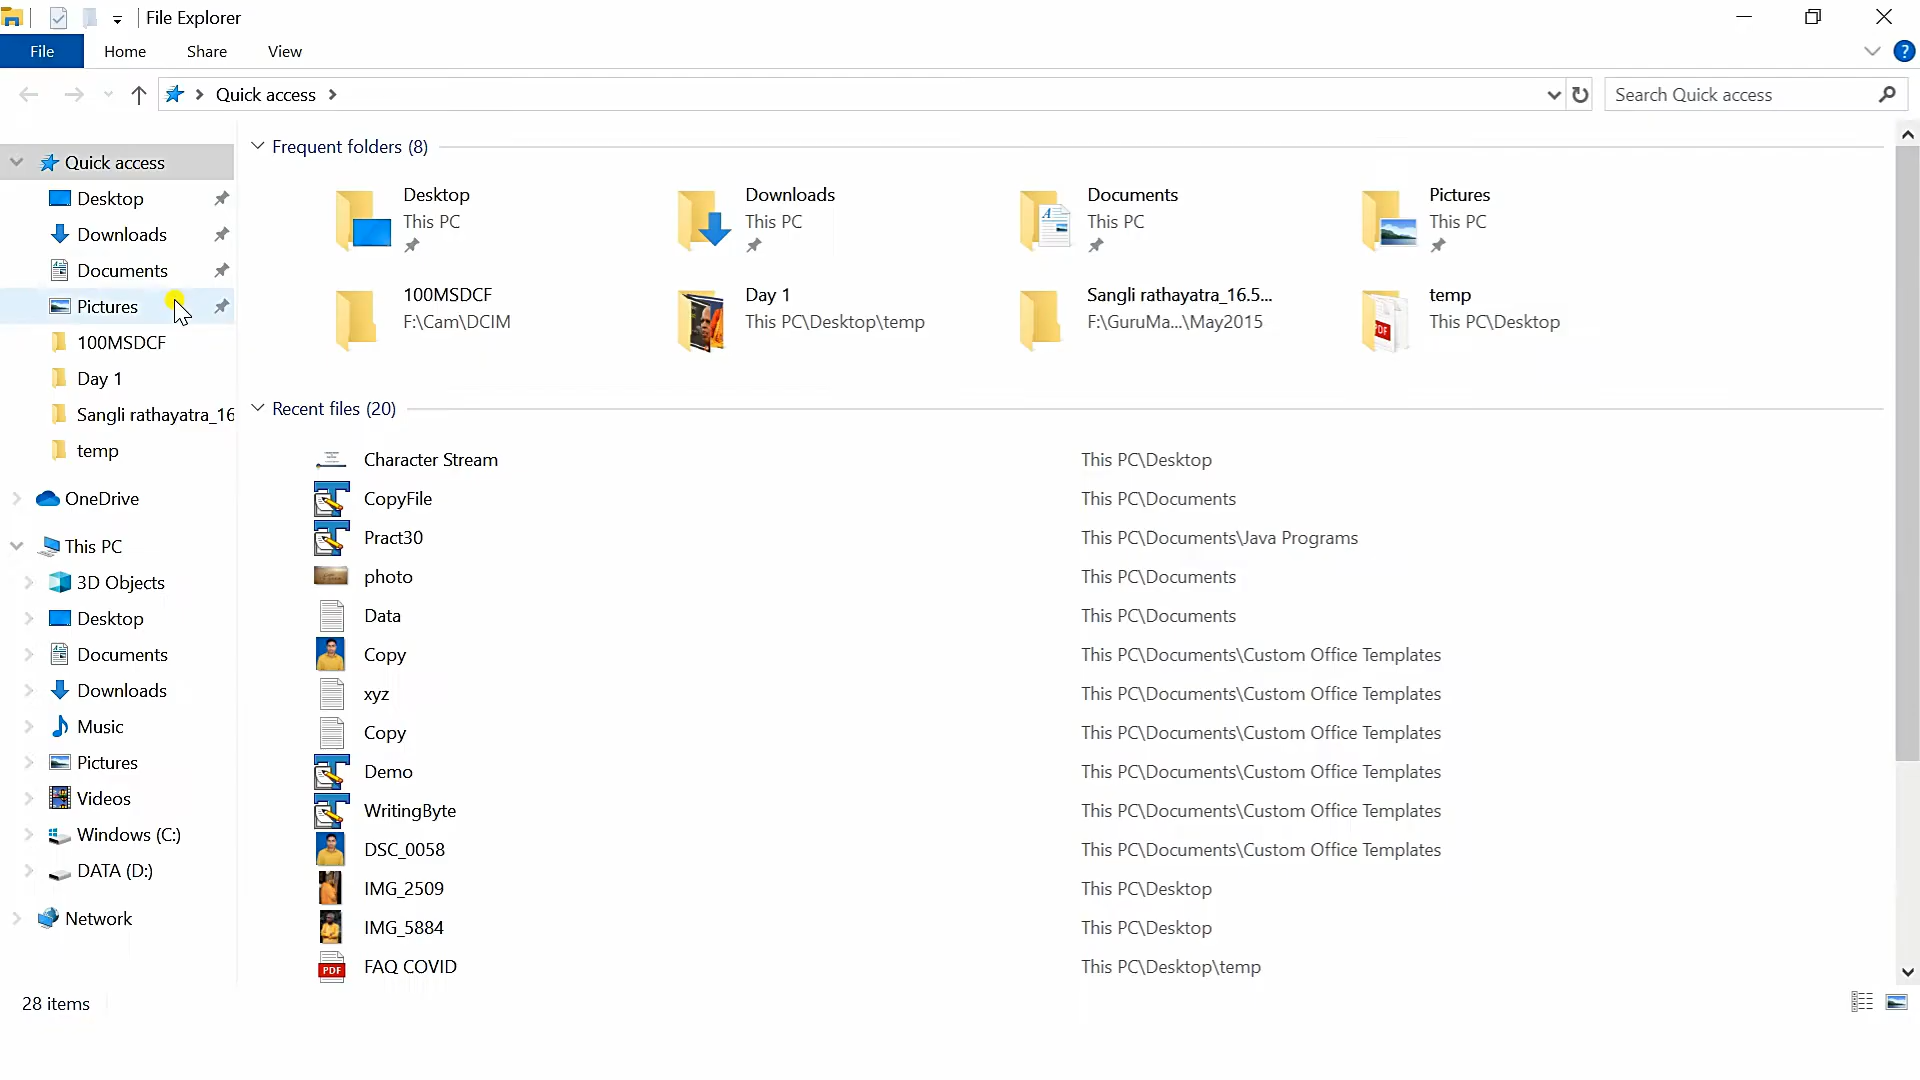 File Explorer
File Home Share View
Quick access
Search Quick access
Quick access
Desktop
Downloads
Documents
Pictures
100MSDCF
Day 1
Sangli rathayatra_16
temp
OneDrive
This PC
3D Objects
Desktop
Documents
Downloads
Music
Pictures
Videos
Windows (C:)
DATA (D:)
Network
Frequent folders (8)
Desktop
This PC
Downloads
This PC
Documents
This PC
Pictures
This PC
100MSDCF
F:\Cam\DCIM
Day 1
This PC\Desktop\temp
Sangli rathayatra_16.5...
F:\GuruMa...\May2015
temp
This PC\Desktop
Recent files (20)
Character Stream This PC\Desktop
CopyFile This PC\Documents
Pract30 This PC\Documents\Java Programs
photo This PC\Documents
Data This PC\Documents
Copy This PC\Documents\Custom Office Templates
xyz This PC\Documents\Custom Office Templates
Copy This PC\Documents\Custom Office Templates
Demo This PC\Documents\Custom Office Templates
WritingByte This PC\Documents\Custom Office Templates
DSC_0058 This PC\Documents\Custom Office Templates
IMG_2509 This PC\Desktop
IMG_5884 This PC\Desktop
PDF FAQ COVID This PC\Desktop\temp
28 items